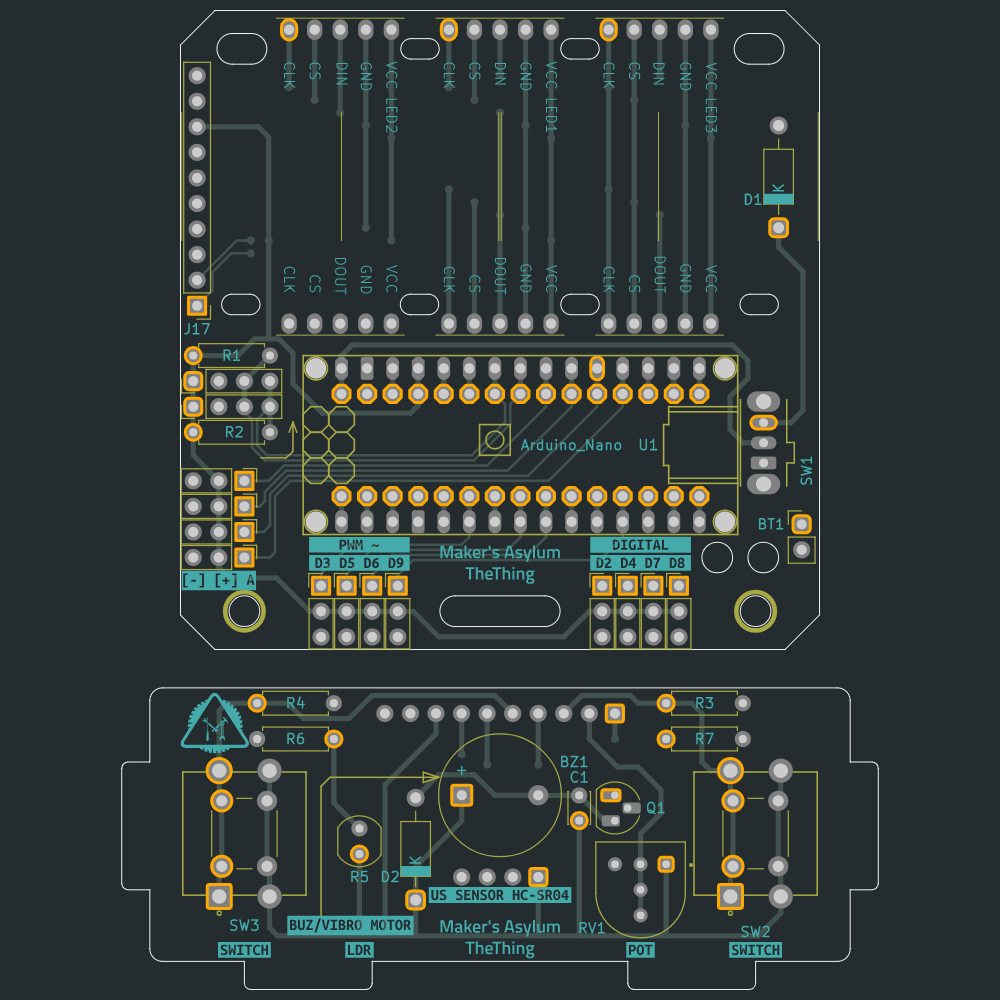 CLK CS DIN GND VCC LED2
CLK CS DIN GND VCC LED1
CLK CS DIN GND VCC LED3
K
D1
CLK CS DOUT GND VCC
CLK CS DOUT GND VCC
CLK CS DOUT GND VCC
J17
R1
R2
Arduino_Nano U1
SW1
BT1
PWM ~
D3 D5 D6 D9
Maker's Asylum
TheThing
DIGITAL
D2 D4 D7 D8
[-] [+] A
R4
R3
R6
R7
BZ1
C1
+
Q1
K
R5 D2
US SENSOR HC-SR04
BUZ/VIBRO MOTOR
Maker's Asylum
TheThing
RV1
SW3
SW2
SWITCH
LDR
POT
SWITCH